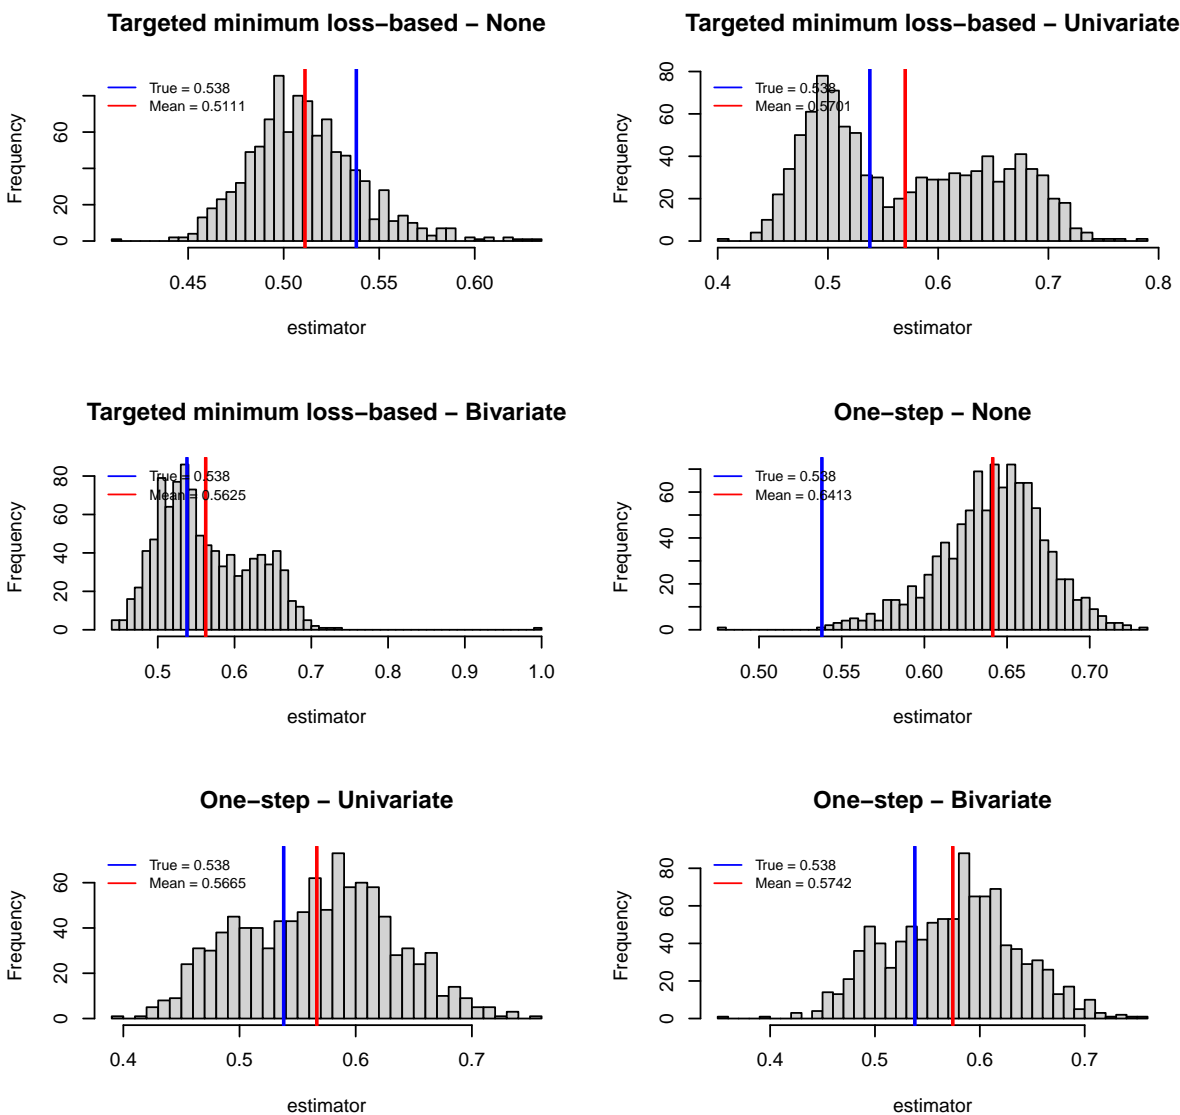 Targeted minimum loss−based − None
True = 0.538
Mean = 0.5111
Frequency
0 20 60
0.45 0.50 0.55 0.60
estimator
Targeted minimum loss−based − Univariate
True = 0.538
Mean = 0.5701
Frequency
0 20 40 60 80
0.4 0.5 0.6 0.7 0.8
estimator
Targeted minimum loss−based − Bivariate
True = 0.538
Mean = 0.5625
Frequency
0 20 40 60 80
0.5 0.6 0.7 0.8 0.9 1.0
estimator
One−step − None
True = 0.538
Mean = 0.6413
Frequency
0 20 40 60
0.50 0.55 0.60 0.65 0.70
estimator
One−step − Univariate
True = 0.538
Mean = 0.5665
Frequency
0 20 40 60
0.4 0.5 0.6 0.7
estimator
One−step − Bivariate
True = 0.538
Mean = 0.5742
Frequency
0 20 40 60 80
0.4 0.5 0.6 0.7
estimator